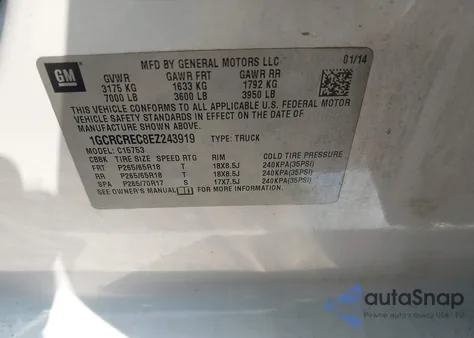 GM
MFD BY GENERAL MOTORS LLC 01/14
GVWR GAWR FRT GAWR RR
3175 KG 1633 KG 1792 KG
7000 LB 3600 LB 3950 LB
THIS VEHICLE CONFORMS TO ALL APPLICABLE U.S. FEDERAL MOTOR
VEHICLE SAFETY STANDARDS IN EFFECT ON THE DATE OF
MANUFACTURE SHOWN ABOVE.
1GCRCREC8EZ243919 TYPE: TRUCK
MODEL: C15753
CBBK TIRE SIZE SPEED RTG RIM COLD TIRE PRESSURE
FRT P265/65R18 T 18X8.5J 240KPA(35PSI)
RR P265/65R18 T 18X8.5J 240KPA(35PSI)
SPA P265/70R17 S 17X7.5J 240KPA(35PSI)
SEE OWNER'S MANUAL FOR MORE INFORMATION.
autoSnap